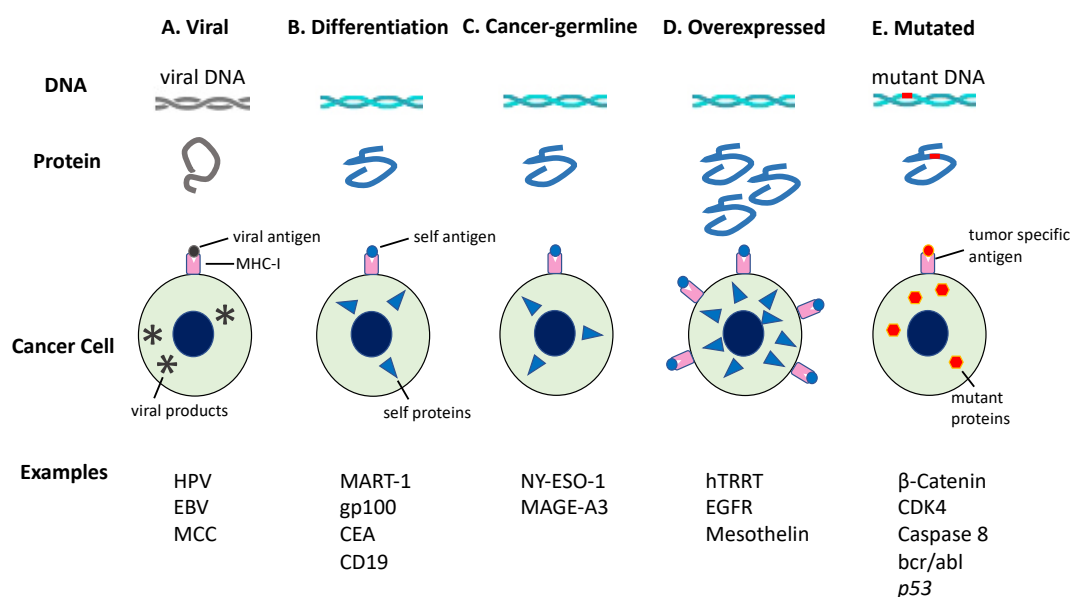 A. Viral
B. Differentiation
C. Cancer-germline
D. Overexpressed
E. Mutated
DNA
viral DNA
mutant DNA
Protein
viral antigen
MHC-I
self antigen
tumor specific
antigen
Cancer Cell
viral products
self proteins
mutant
proteins
Examples
HPV
EBV
MCC
MART-1
gp100
CEA
CD19
NY-ESO-1
MAGE-A3
hTRRT
EGFR
Mesothelin
β-Catenin
CDK4
Caspase 8
bcr/abl
p53